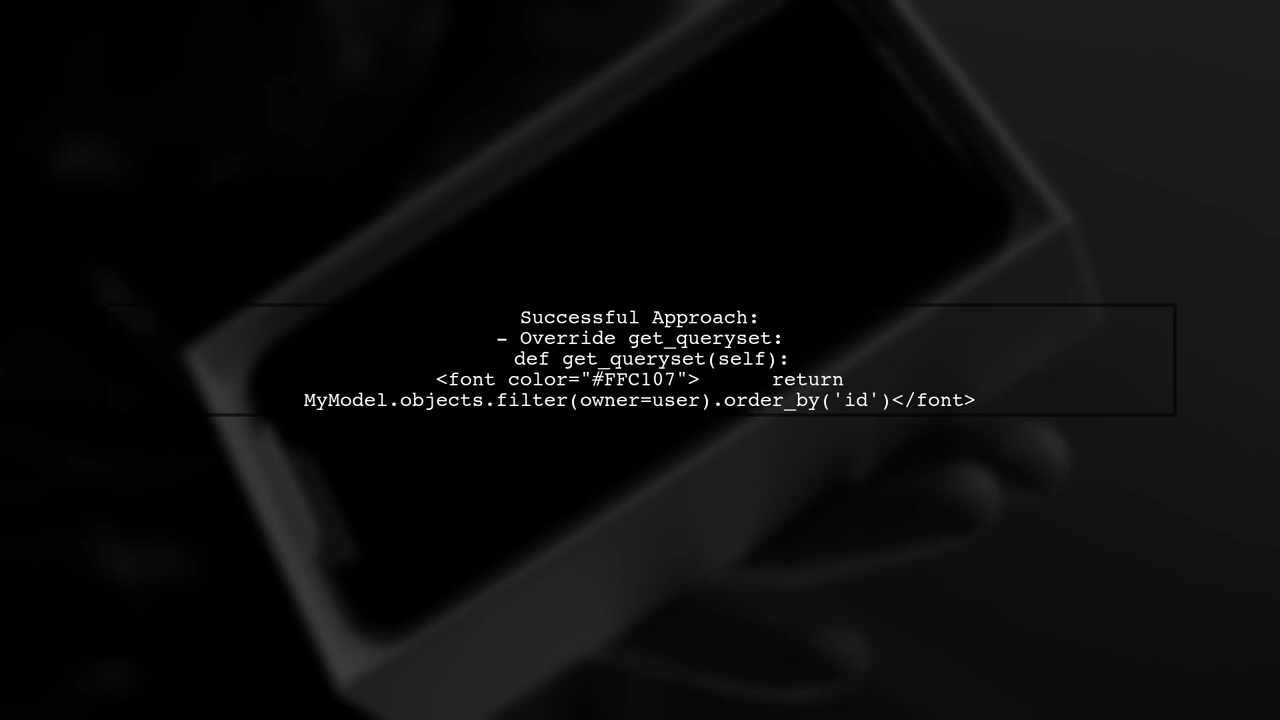 Successful Approach:
- Override get_queryset:
def get_queryset(self):
<font color="#FFC107">      return
MyModel.objects.filter(owner=user).order_by('id')</font>